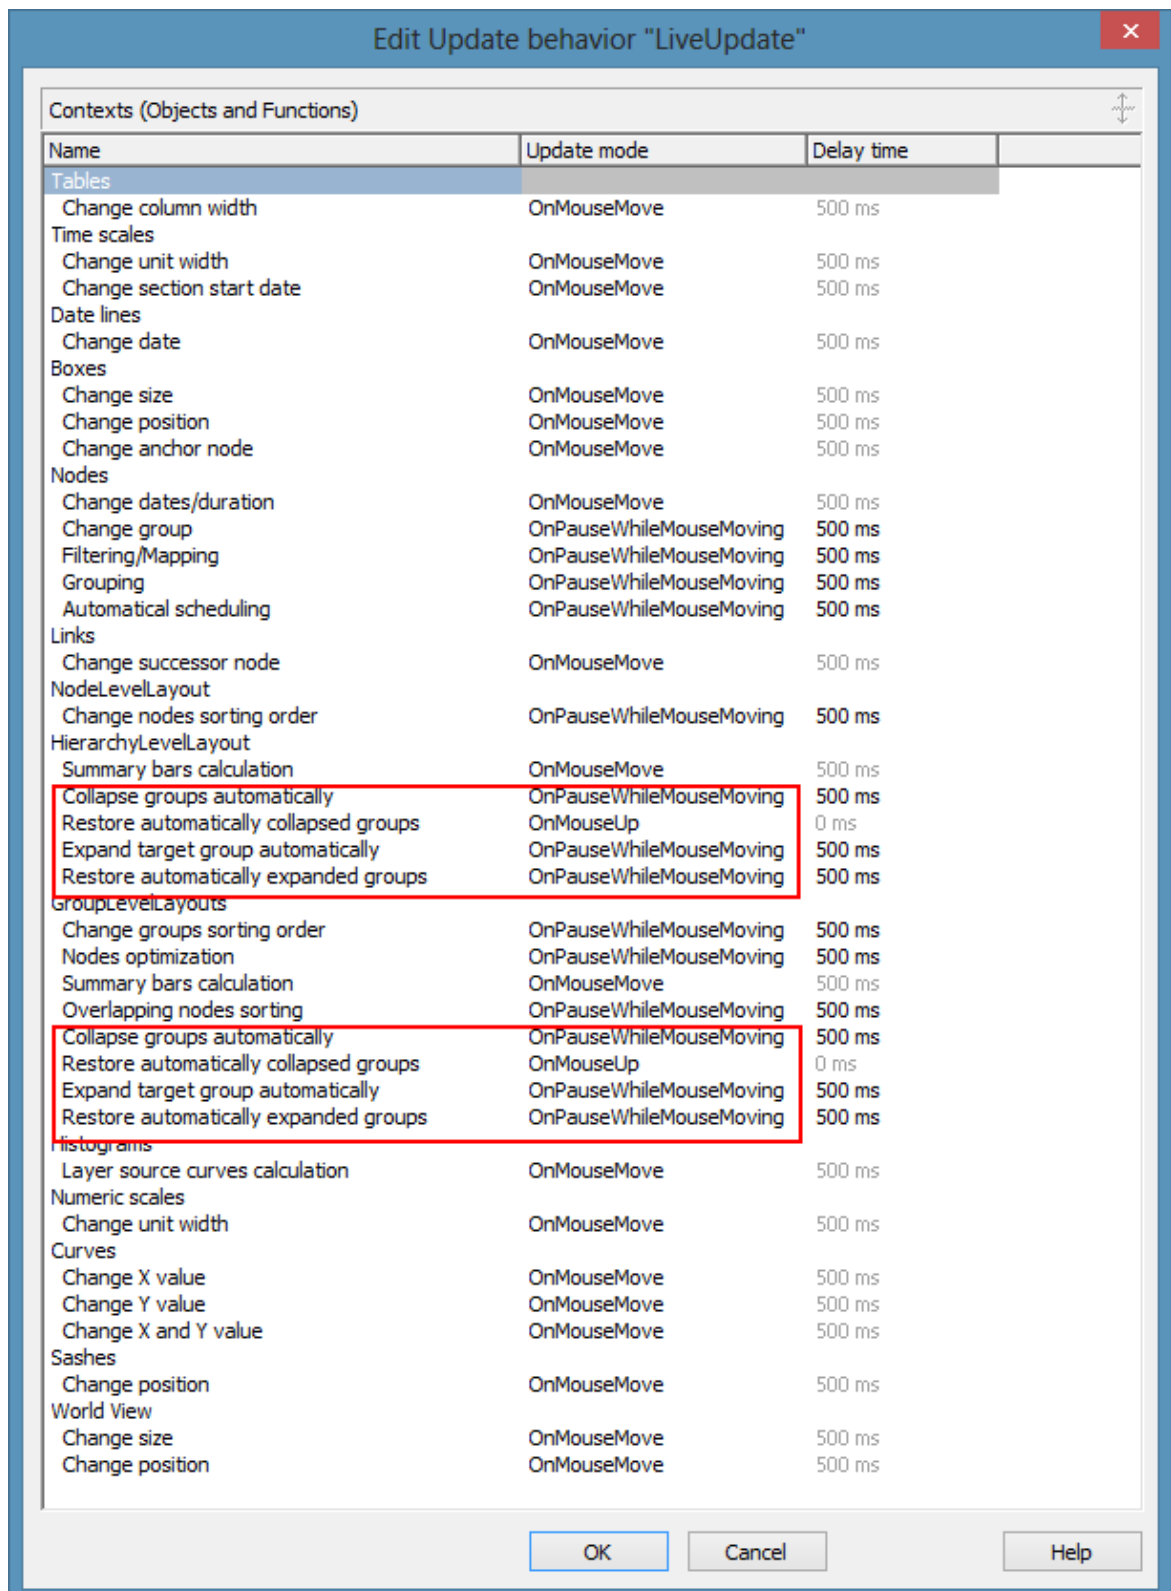 Edit Update behavior "LiveUpdate"
Contexts (Objects and Functions)
Name Update mode Delay time
Tables
Change column width OnMouseMove 500 ms
Time scales
Change unit width OnMouseMove 500 ms
Change section start date OnMouseMove 500 ms
Date lines
Change date OnMouseMove 500 ms
Boxes
Change size OnMouseMove 500 ms
Change position OnMouseMove 500 ms
Change anchor node OnMouseMove 500 ms
Nodes
Change dates/duration OnMouseMove 500 ms
Change group OnPauseWhileMouseMoving 500 ms
Filtering/Mapping OnPauseWhileMouseMoving 500 ms
Grouping OnPauseWhileMouseMoving 500 ms
Automatical scheduling OnPauseWhileMouseMoving 500 ms
Links
Change successor node OnMouseMove 500 ms
NodeLevelLayout
Change nodes sorting order OnPauseWhileMouseMoving 500 ms
HierarchyLevelLayout
Summary bars calculation OnMouseMove 500 ms
Collapse groups automatically OnPauseWhileMouseMoving 500 ms
Restore automatically collapsed groups OnMouseUp 0 ms
Expand target group automatically OnPauseWhileMouseMoving 500 ms
Restore automatically expanded groups OnPauseWhileMouseMoving 500 ms
GroupLevelLayouts
Change groups sorting order OnPauseWhileMouseMoving 500 ms
Nodes optimization OnPauseWhileMouseMoving 500 ms
Summary bars calculation OnMouseMove 500 ms
Overlapping nodes sorting OnPauseWhileMouseMoving 500 ms
Collapse groups automatically OnPauseWhileMouseMoving 500 ms
Restore automatically collapsed groups OnMouseUp 0 ms
Expand target group automatically OnPauseWhileMouseMoving 500 ms
Restore automatically expanded groups OnPauseWhileMouseMoving 500 ms
Histograms
Layer source curves calculation OnMouseMove 500 ms
Numeric scales
Change unit width OnMouseMove 500 ms
Curves
Change X value OnMouseMove 500 ms
Change Y value OnMouseMove 500 ms
Change X and Y value OnMouseMove 500 ms
Sashes
Change position OnMouseMove 500 ms
World View
Change size OnMouseMove 500 ms
Change position OnMouseMove 500 ms
OK Cancel Help